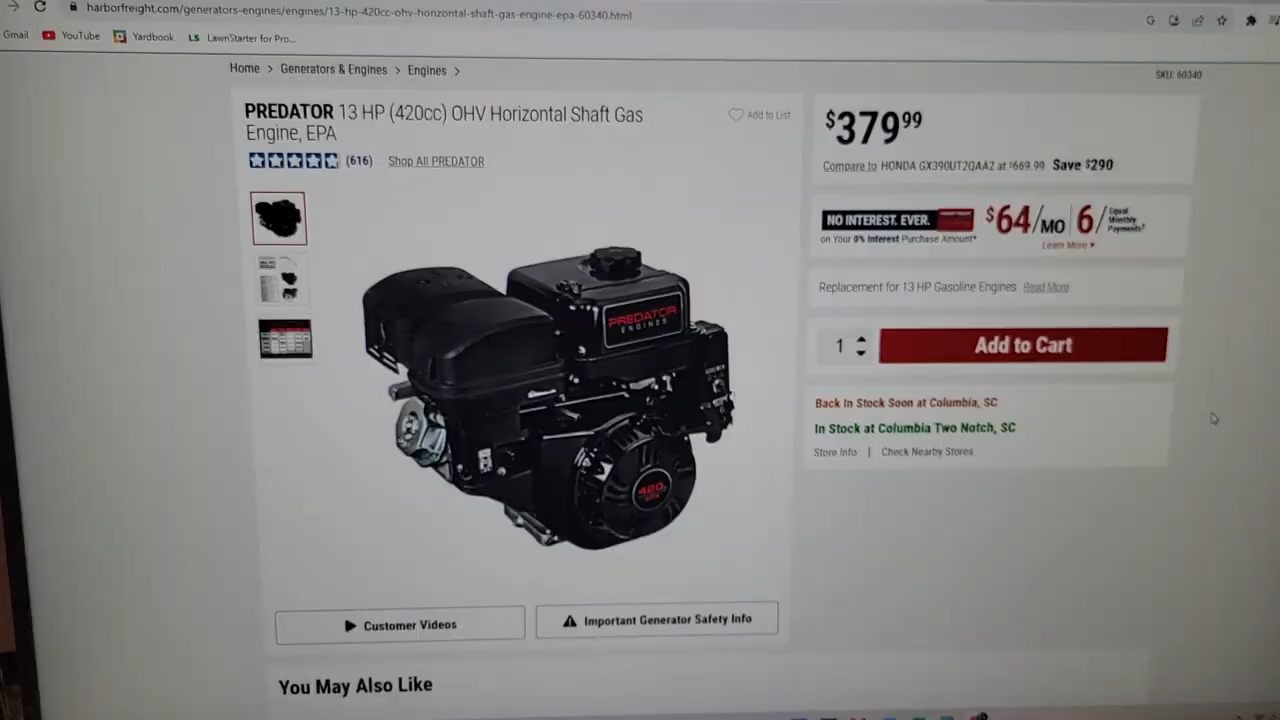 harborfreight.com/generators-engines/engines/13-hp-420cc-ohv-horizontal-shaft-gas-engine-epa-60340.html
Gmail YouTube Yardbook LS LawnStarter for Pro...
Home > Generators & Engines > Engines >
SKU: 60340
PREDATOR 13 HP (420cc) OHV Horizontal Shaft Gas
Engine, EPA
Add to List
(616) Shop All PREDATOR
$379.99
Compare to HONDA GX390UT2QAA2 at $669.99 Save $290
NO INTEREST. EVER.
on Your 0% Interest Purchase Amount*
$64/MO 6/ Equal
Monthly
Payments†
Learn More
Replacement for 13 HP Gasoline Engines Read More
1 Add to Cart
Back In Stock Soon at Columbia, SC
In Stock at Columbia Two Notch, SC
Store Info | Check Nearby Stores
PREDATOR
ENGINES
420
Customer Videos
Important Generator Safety Info
You May Also Like